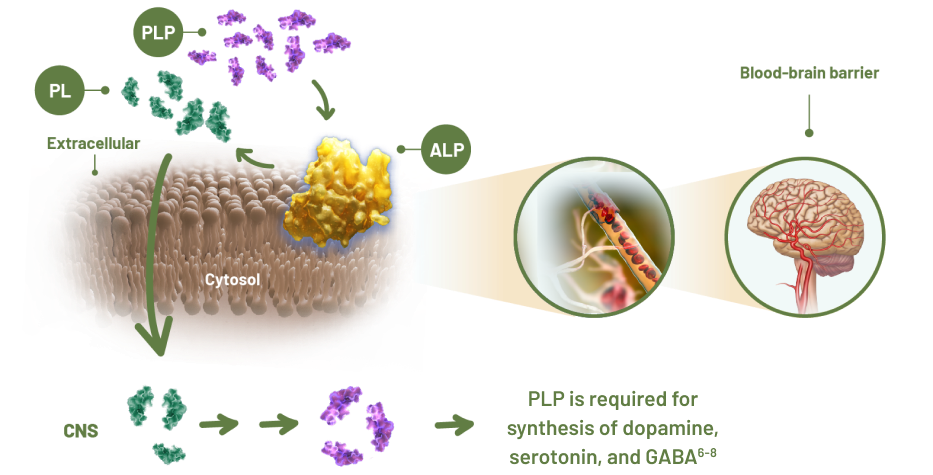 PLP
PL
Blood-brain barrier
Extracellular
ALP
Cytosol
CNS
PLP is required for
synthesis of dopamine,
serotonin, and GABA⁶⁻⁸